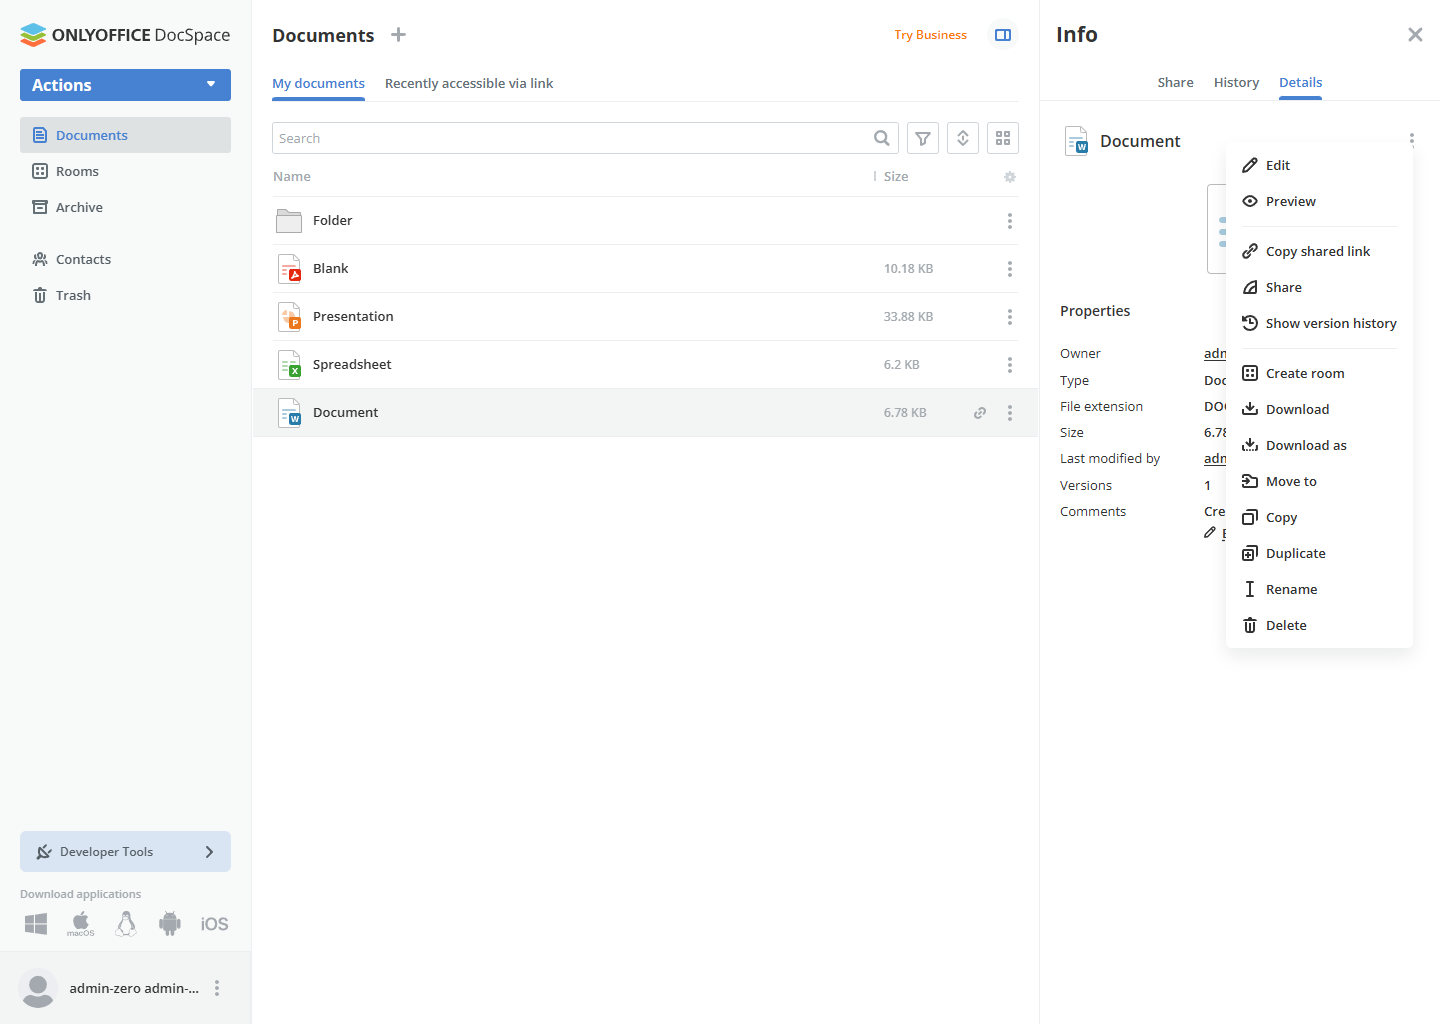 ONLYOFFICE DocSpace
Actions
Documents
Rooms
Archive
Contacts
Trash
Developer Tools
Download applications
macOS
iOS
admin-zero admin-...
Documents
Try Business
My documents
Recently accessible via link
Search
Name
Size
Folder
Blank
10.18 KB
Presentation
P
33.88 KB
Spreadsheet
X
6.2 KB
Document
W
6.78 KB
Info
Share
History
Details
W
Document
Properties
Owner
adn
Type
Doc
File extension
Size
6.78
Last modified by
adn
Versions
1
Comments
Cre
Edit
Preview
Copy shared link
Share
Show version history
Create room
Download
Download as
Move to
Copy
Duplicate
Rename
Delete